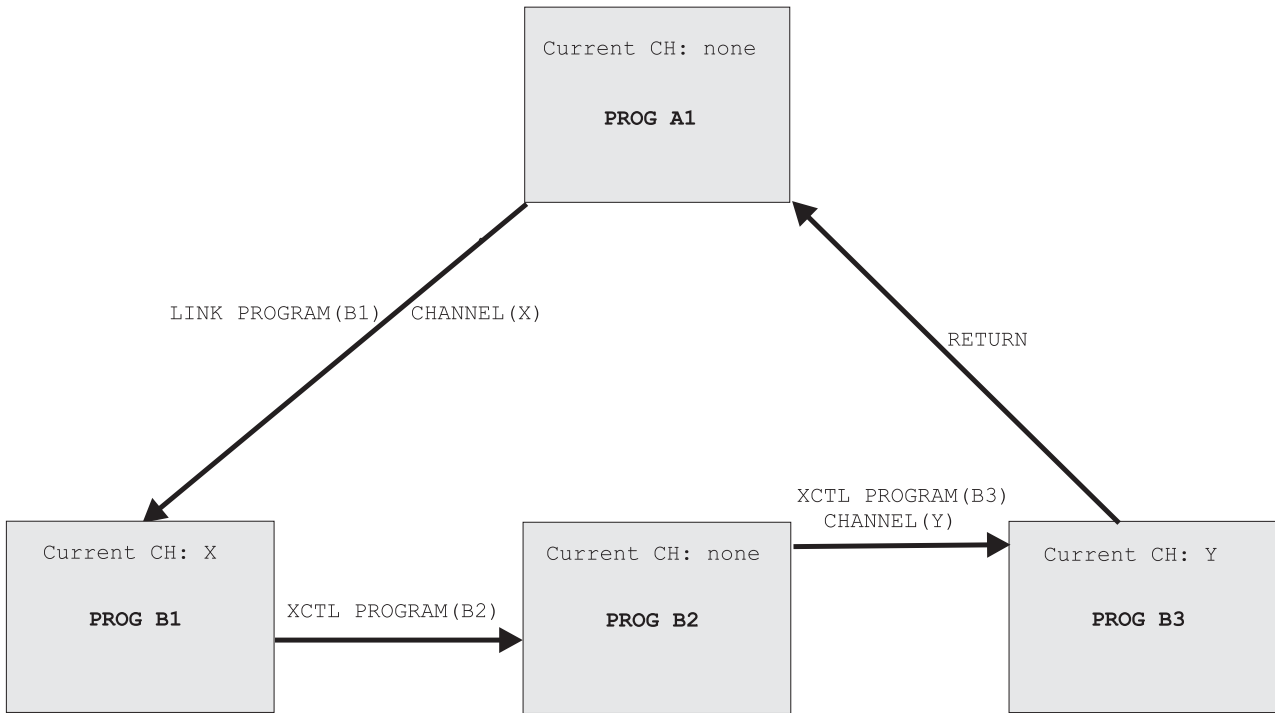 Current CH: none
PROG A1
LINK PROGRAM(B1) CHANNEL(X)
RETURN
XCTL PROGRAM(B3)
CHANNEL(Y)
Current CH: X
PROG B1
XCTL PROGRAM(B2)
Current CH: none
PROG B2
Current CH: Y
PROG B3